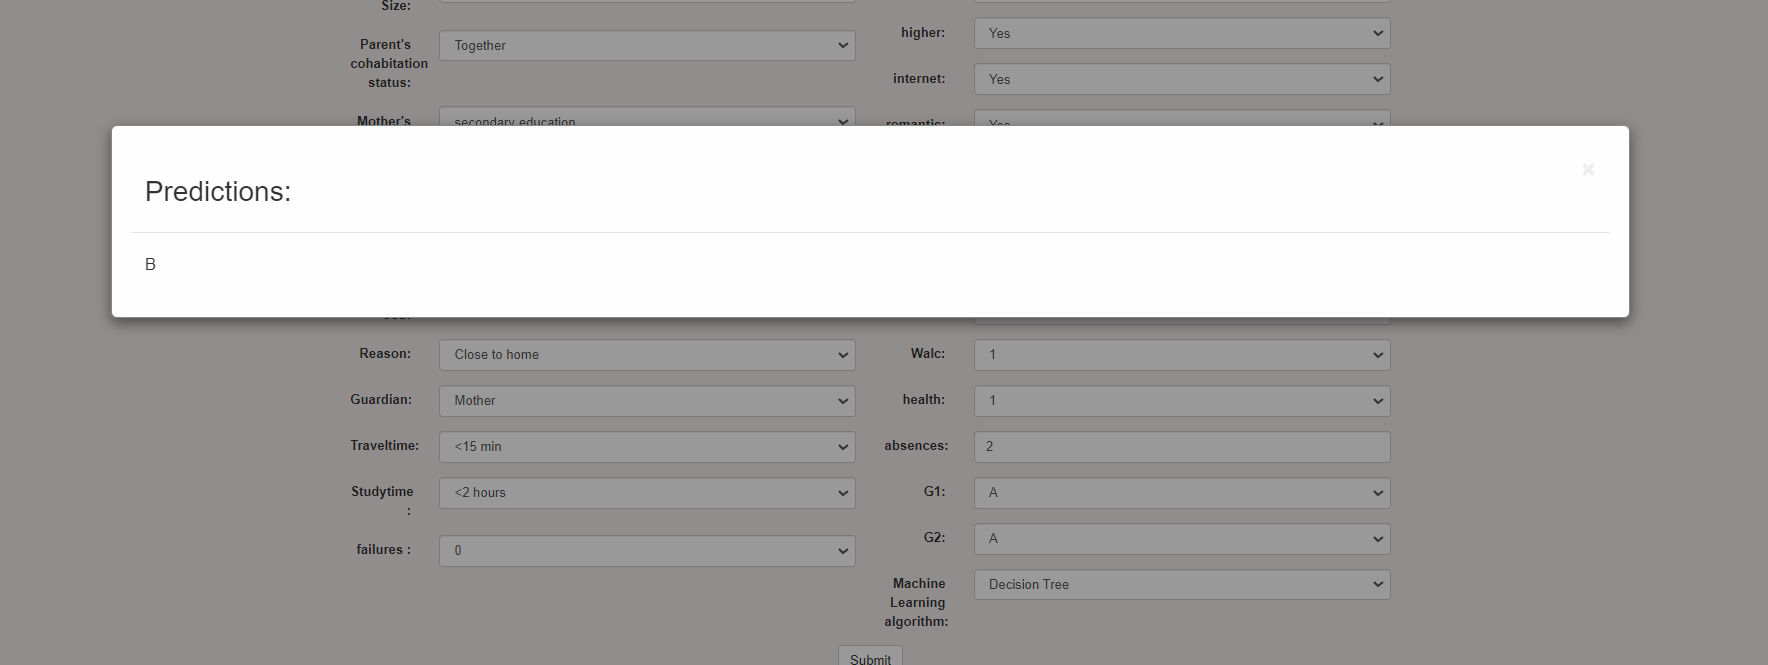 Size:
Parent's
cohabitation
status:
Together
Mother's
secondary education
higher:
Yes
internet:
Yes
romantic:
Yes
×
Predictions:
B
Reason:
Close to home
Guardian:
Mother
Traveltime:
<15 min
Studytime
:
<2 hours
failures :
0
Walc:
1
health:
1
absences:
2
G1:
A
G2:
A
Machine
Learning
algorithm:
Decision Tree
Submit